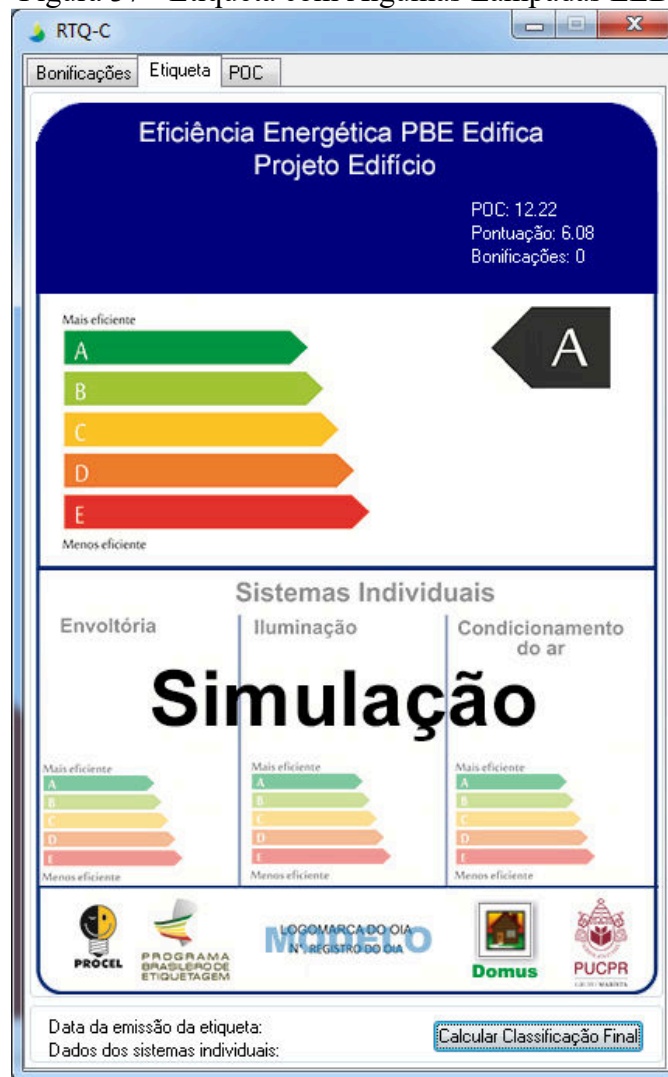 Figura 37 - Etiqueta com Algumas Lâmpadas LED
RTQ-C
Bonificações Etiqueta POC
Eficiência Energética PBE Edifica
Projeto Edifício
POC: 12.22
Pontuação: 6.08
Bonificações: 0
Mais eficiente
A
A
B
C
D
E
Menos eficiente
Sistemas Individuais
Envoltória
Iluminação
Condicionamento
do ar
Simulação
Mais eficiente
A
B
C
D
E
Menos eficiente
Mais eficiente
A
B
C
D
E
Menos eficiente
Mais eficiente
A
B
C
D
E
Menos eficiente
PROCEL
PROGRAMA
BRASILERO DE
ETIQUETAGEM
MODELO
LOGOMARCA DO OIA
N°. REGISTRO DO OIA
Domus
PUCPR
GRUPO MARISTA
Data da emissão da etiqueta:
Dados dos sistemas individuais:
Calcular Classificação Final